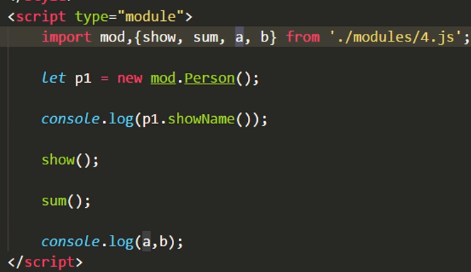 <script type="module">
import mod,{show, sum, a, b} from './modules/4.js';
let p1 = new mod.Person();
console.log(p1.showName());
show();
sum();
console.log(a,b);
</script>